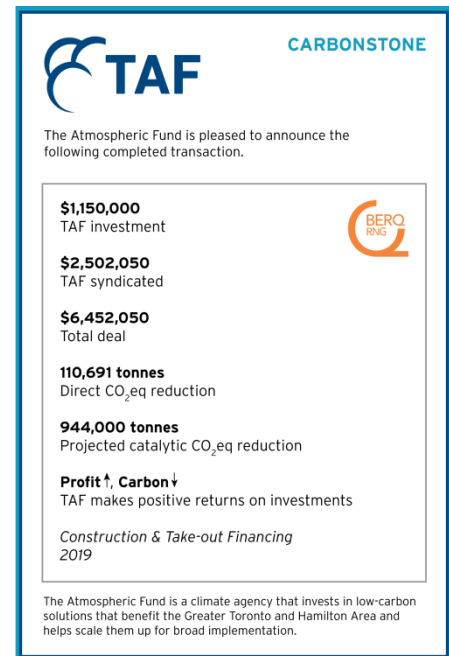 CARBONSTONE
TAF
The Atmospheric Fund is pleased to announce the
following completed transaction.
BERQ
RNG
$1,150,000
TAF investment
$2,502,050
TAF syndicated
$6,452,050
Total deal
110,691 tonnes
Direct CO₂eq reduction
944,000 tonnes
Projected catalytic CO₂eq reduction
Profit↑, Carbon↓
TAF makes positive returns on investments
Construction & Take-out Financing
2019
The Atmospheric Fund is a climate agency that invests in low-carbon
solutions that benefit the Greater Toronto and Hamilton Area and
helps scale them up for broad implementation.